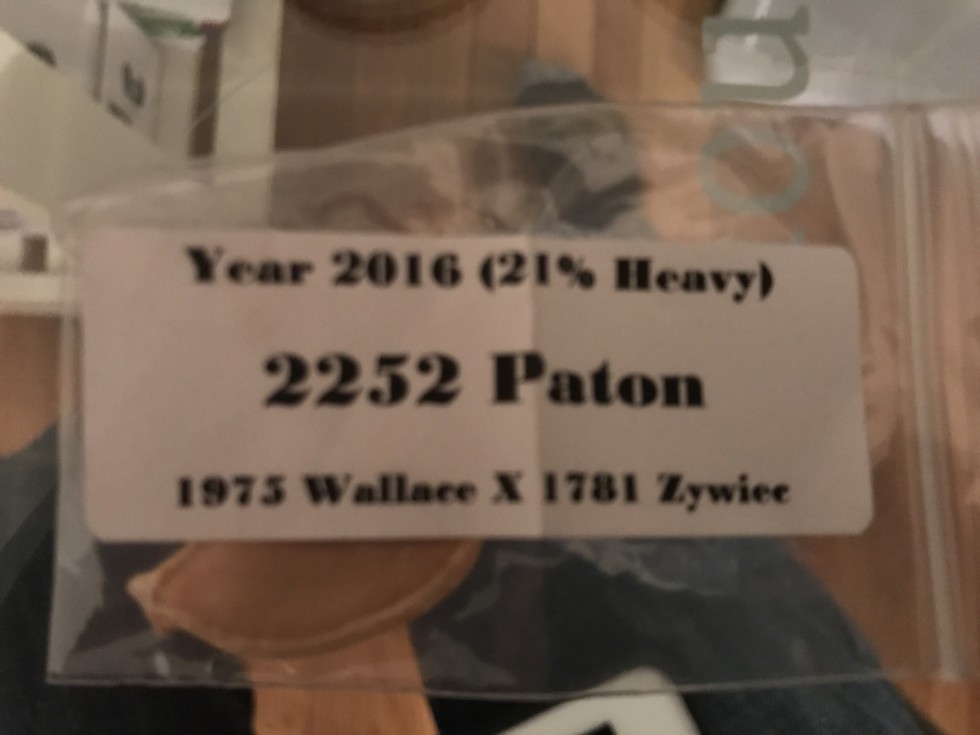 Year 2016 (21% Heavy)
2252 Paton
1975 Wallace X 1781 Zywiec